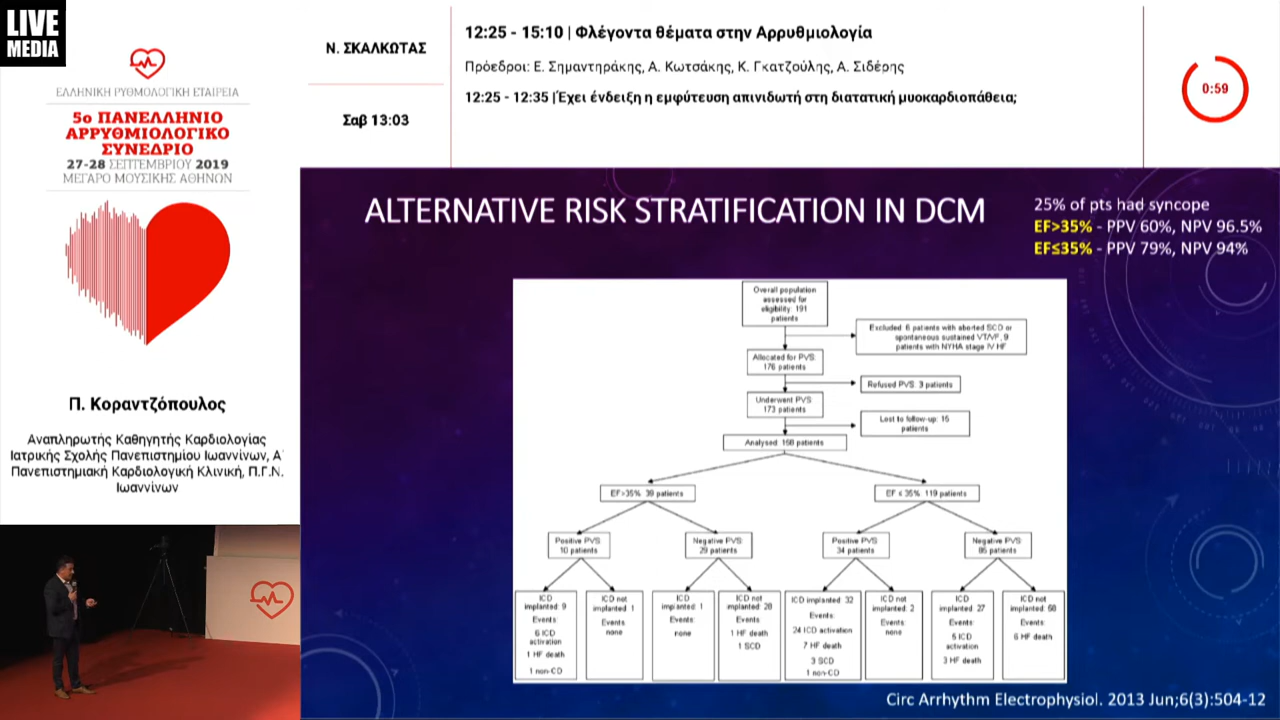 LIVE
MEDIA
ΕΛΛΗΝΙΚΗ ΡΥΘΜΟΛΟΓΙΚΗ ΕΤΑΙΡΕΙΑ
5ο ΠΑΝΕΛΛΗΝΙΟ
ΑΡΡΥΘΜΙΟΛΟΓΙΚΟ
ΣΥΝΕΔΡΙΟ
27-28 ΣΕΠΤΕΜΒΡΙΟΥ 2019
ΜΕΓΑΡΟ ΜΟΥΣΙΚΗΣ ΑΘΗΝΩΝ
Π. Κοραντζόπουλος
Αναπληρωτής Καθηγητής Καρδιολογίας
Ιατρικής Σχολής Πανεπιστημίου Ιωαννίνων, Α΄
Πανεπιστημιακή Καρδιολογική Κλινική, Π.Γ.Ν.
Ιωαννίνων
Ν. ΣΚΑΛΚΩΤΑΣ
Σαβ 13:03
12:25 - 15:10 | Φλέγοντα θέματα στην Αρρυθμιολογία
Πρόεδροι: Ε. Σημαντηράκης, Α. Κωτσάκης, Κ. Γκατζούλης, Α. Σιδέρης
12:25 - 12:35 |Έχει ένδειξη η εμφύτευση απινιδωτή στη διατατική μυοκαρδιοπάθεια;
0:59
ALTERNATIVE RISK STRATIFICATION IN DCM
25% of pts had syncope
EF>35% - PPV 60%, NPV 96.5%
EF≤35% - PPV 79%, NPV 94%
Overall population
assessed for
eligibility: 191
patients
Excluded: 6 patients with aborted SCD or
spontaneous sustained VT/VF, 9
patients with NYHA stage IV HF
Allocated for PVS:
176 patients
Refused PVS: 3 patients
Underwent PVS
173 patients
Lost to follow-up: 15
patients
Analysed: 158 patients
EF>35%: 39 patients
EF ≤ 35%: 119 patients
Positive PVS:
10 patients
Negative PVS:
29 patients
Positive PVS:
34 patients
Negative PVS:
85 patients
ICD
implanted: 9
Events:
6 ICD
activation
1 HF death
1 non-CD
ICD not
implanted: 1
Events:
none
ICD
implanted: 1
Events:
none
ICD not
implanted: 28
Events:
1 HF death
1 SCD
ICD implanted: 32
Events:
24 ICD activation
7 HF death
3 SCD
1 non-CD
ICD not
implanted: 2
Events:
none
ICD
implanted: 27
Events:
5 ICD
activation
3 HF death
ICD not
implanted: 58
Events:
6 HF death
Circ Arrhythm Electrophysiol. 2013 Jun;6(3):504-12